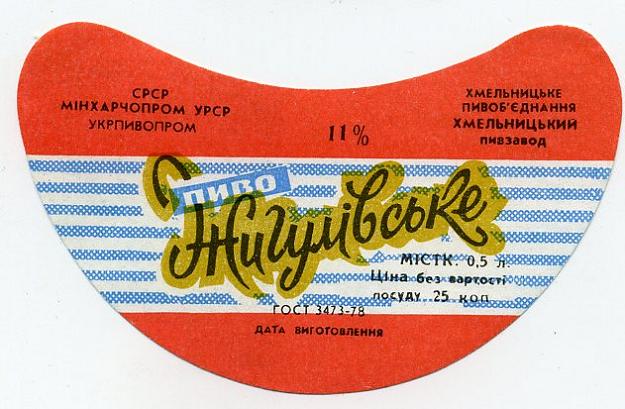 СРСР
МІНХАРЧОПРОМ УРСР
УКРПИВОПРОМ
11%
ХМЕЛЬНИЦЬКЕ
ПИВОБ'ЄДНАННЯ
ХМЕЛЬНИЦЬКИЙ
ПИВЗАВОД
ПИВО
Жигулівське
МІСТК. 0,5 л.
Ціна без вартості
посуду 25 коп
ГОСТ 3473-78
ДАТА ВИГОТОВЛЕННЯ